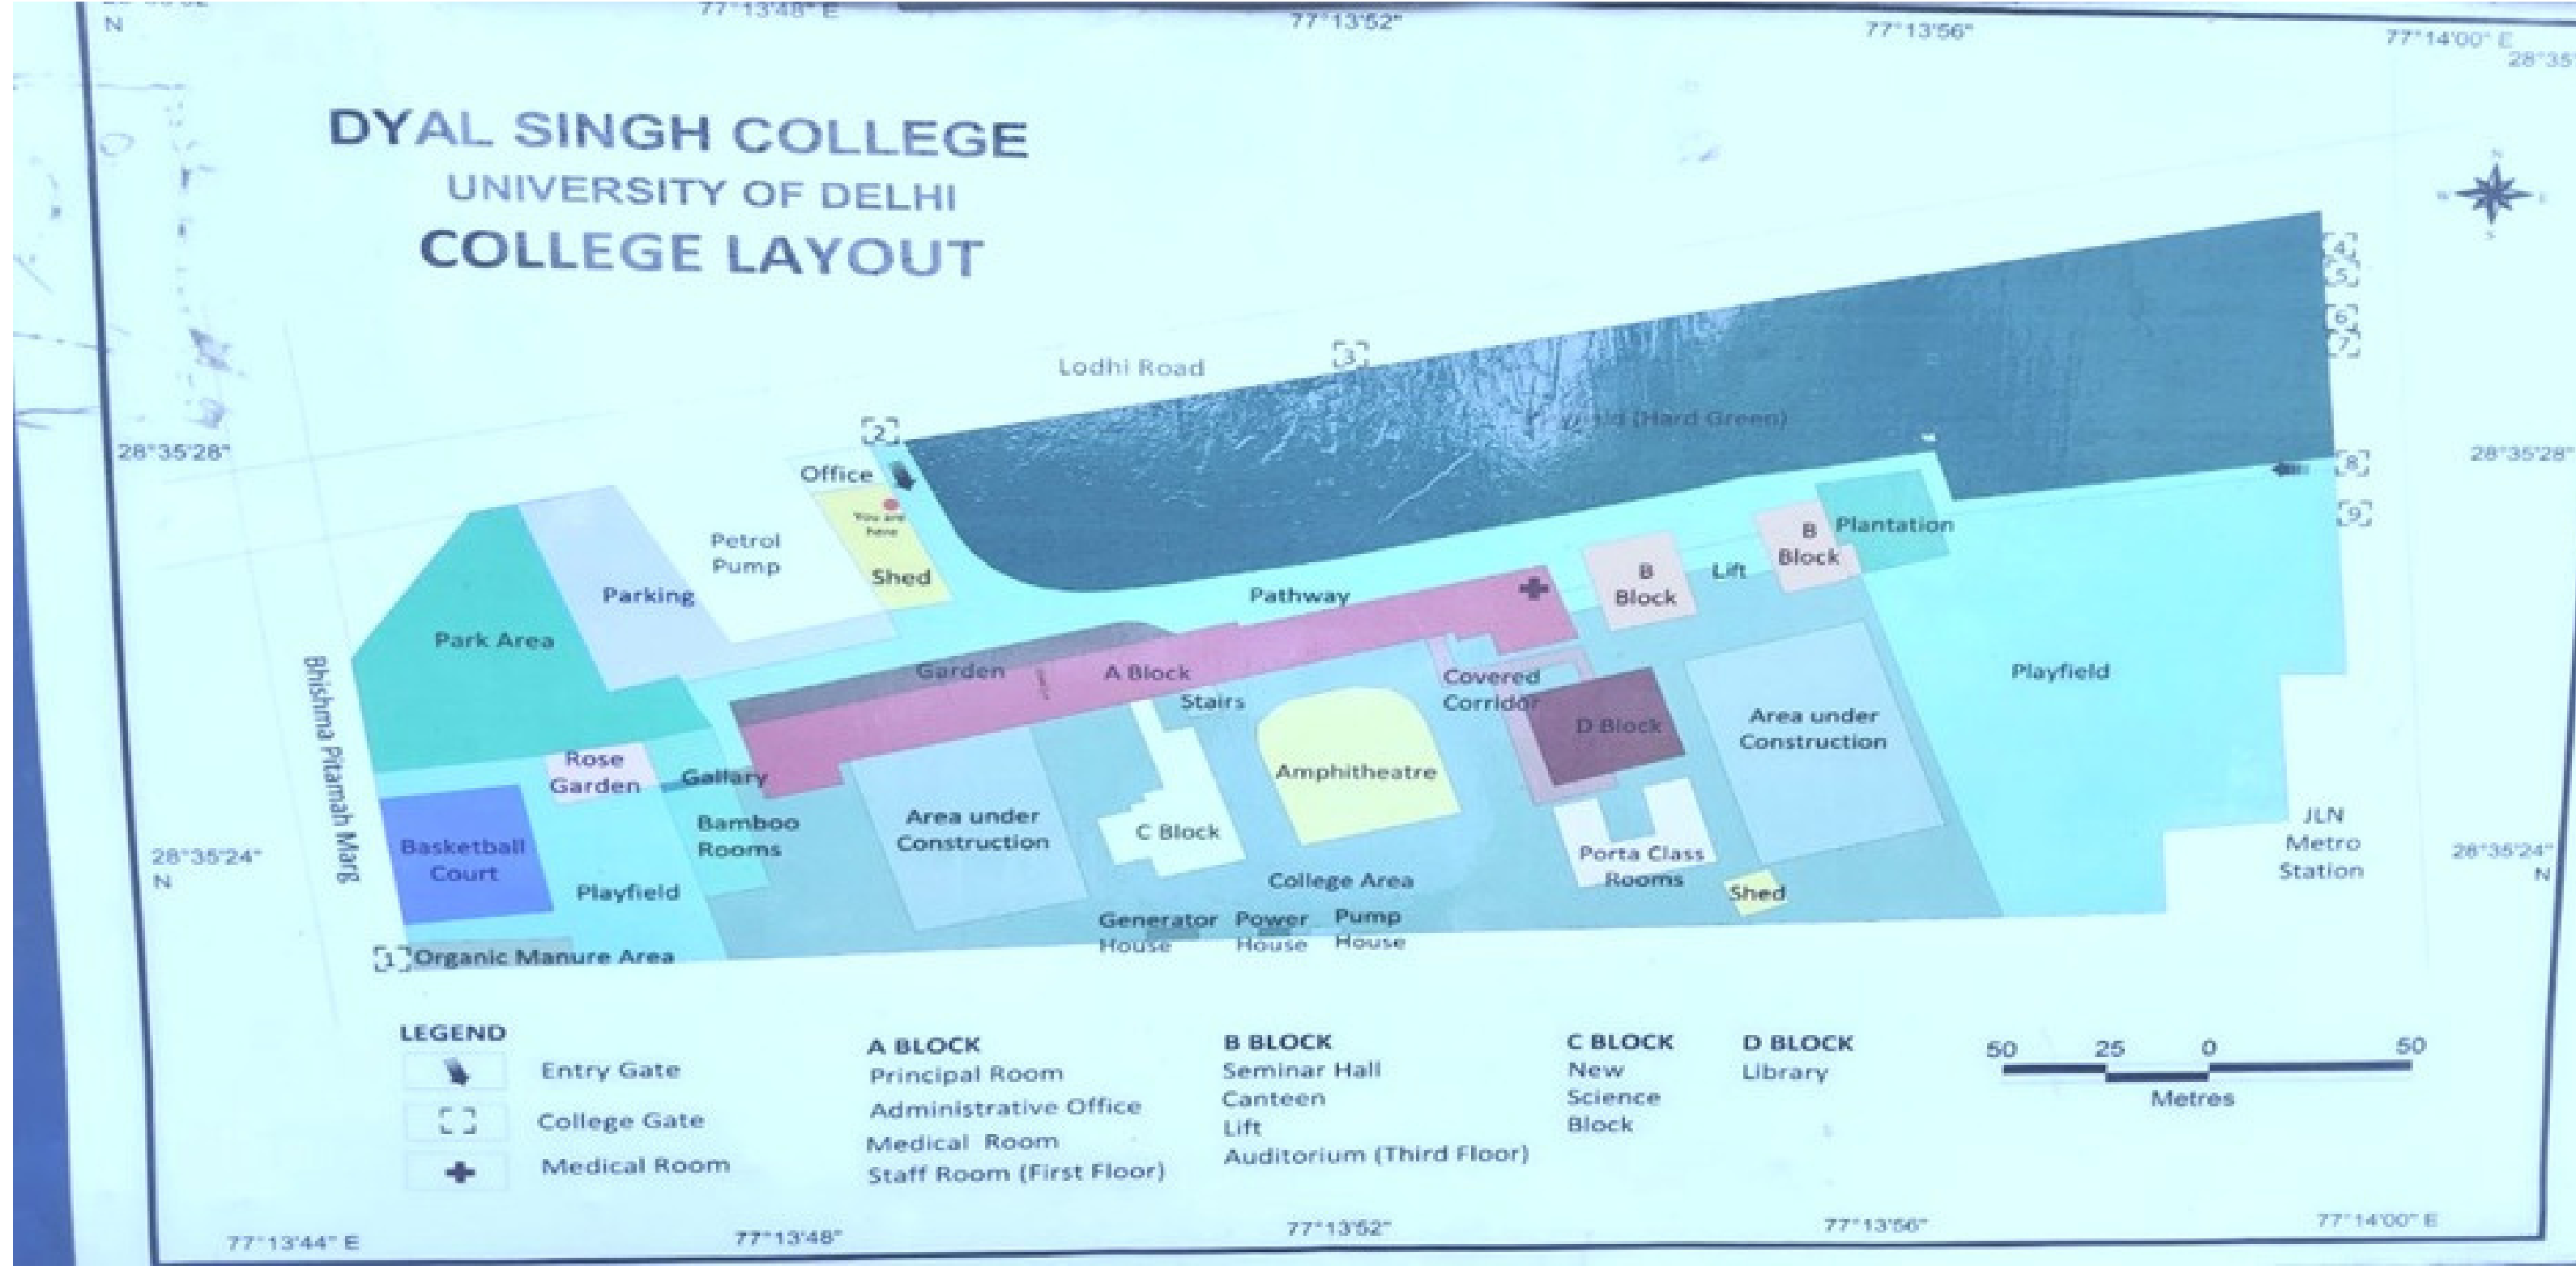 77°13'48" E
77°13'52"
77°13'56"
77°14'00" E
N
28°35'
DYAL SINGH COLLEGE
UNIVERSITY OF DELHI
COLLEGE LAYOUT
N
W
E
S
4
5
6
7
3
Lodhi Road
(Hard Green)
2
28°35'28"
28°35'28"
8
9
Office
You are
here
Shed
Petrol
Pump
Parking
Park Area
Pathway
B
Block
Lift
B
Block
Plantation
Garden
A Block
Stairs
Covered
Corridor
D Block
Area under
Construction
Playfield
Bhishma Pitamah Marg
Rose
Garden
Gallary
Bamboo
Rooms
Area under
Construction
C Block
Amphitheatre
Porta Class
Rooms
Shed
JLN
Metro
Station
28°35'24"
N
28°35'24"
N
Basketball
Court
Playfield
College Area
Generator
House
Power
House
Pump
House
1
Organic Manure Area
LEGEND
Entry Gate
College Gate
Medical Room
A BLOCK
Principal Room
Administrative Office
Medical Room
Staff Room (First Floor)
B BLOCK
Seminar Hall
Canteen
Lift
Auditorium (Third Floor)
C BLOCK
New
Science
Block
D BLOCK
Library
50 25 0 50
Metres
77°13'44" E
77°13'48"
77°13'52"
77°13'56"
77°14'00" E